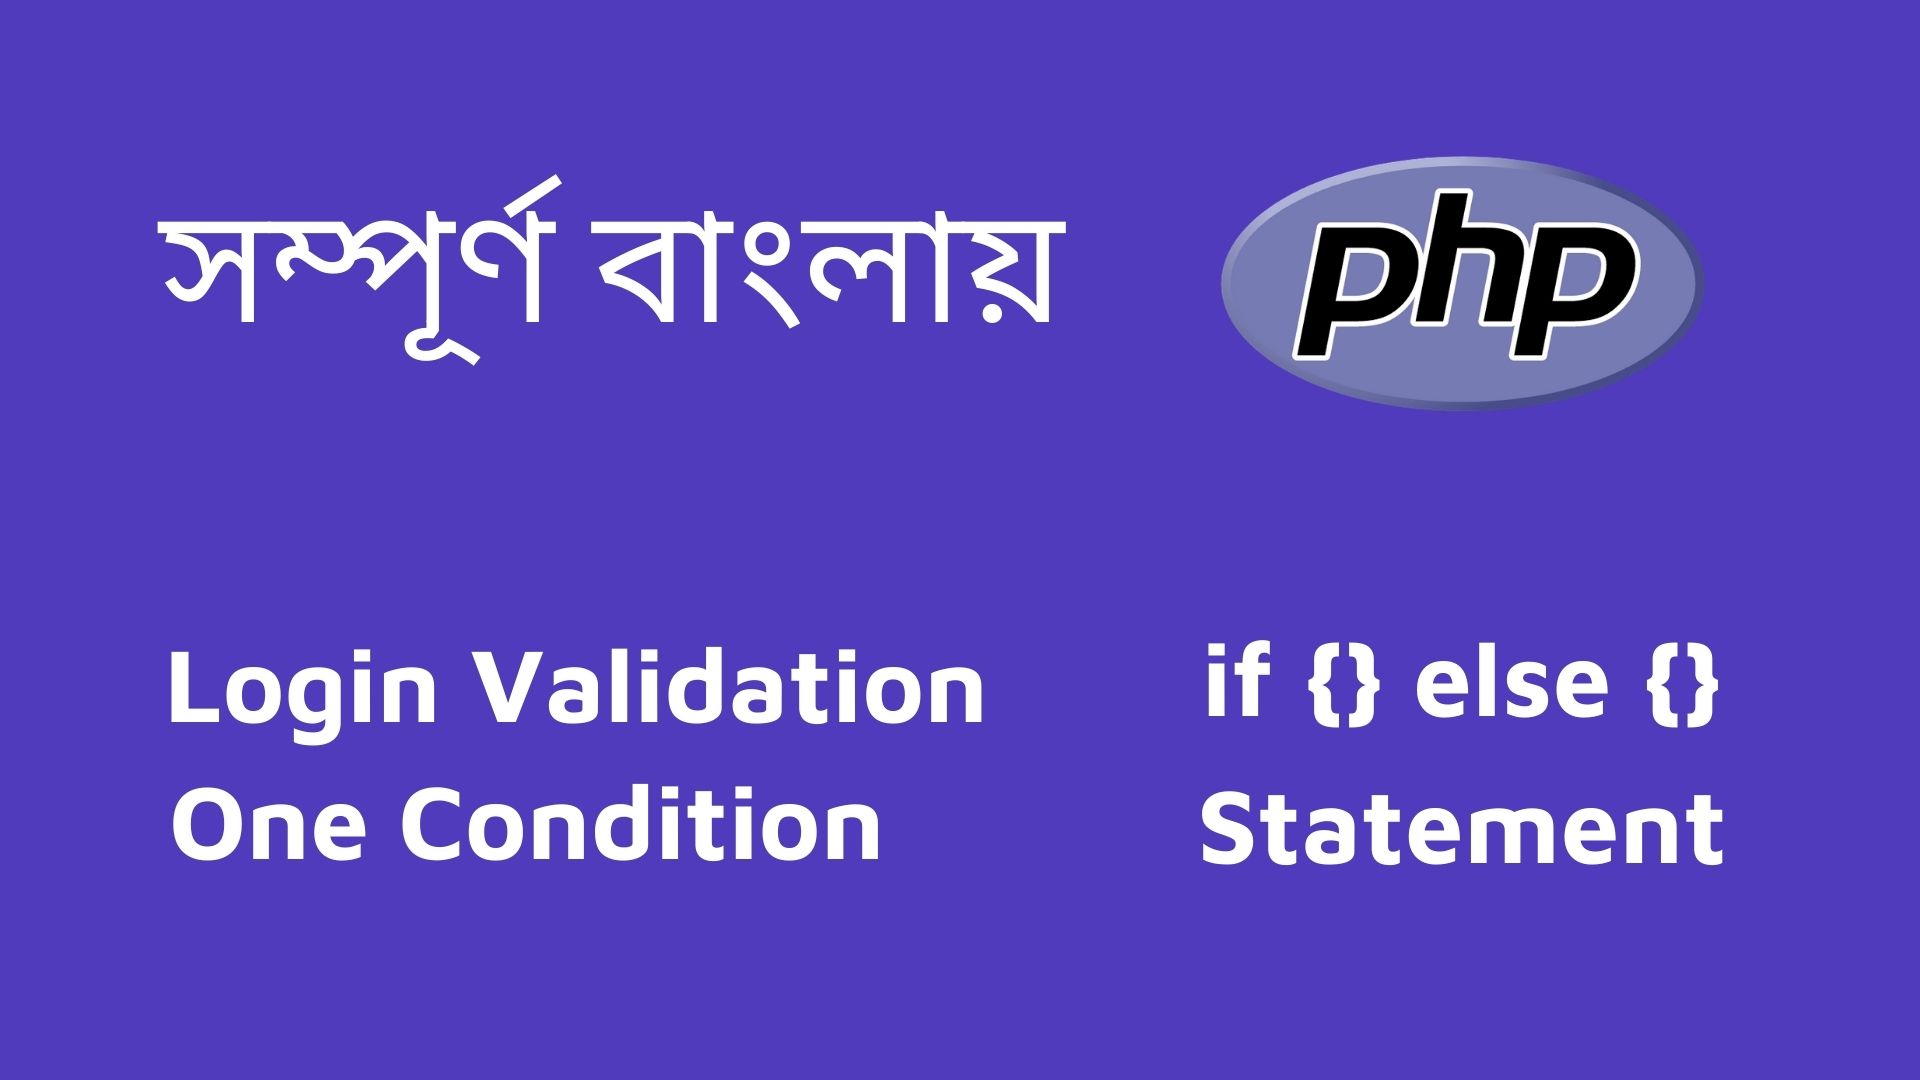 সম্পূর্ণ বাংলায়
php
Login Validation
One Condition
if {} else {}
Statement